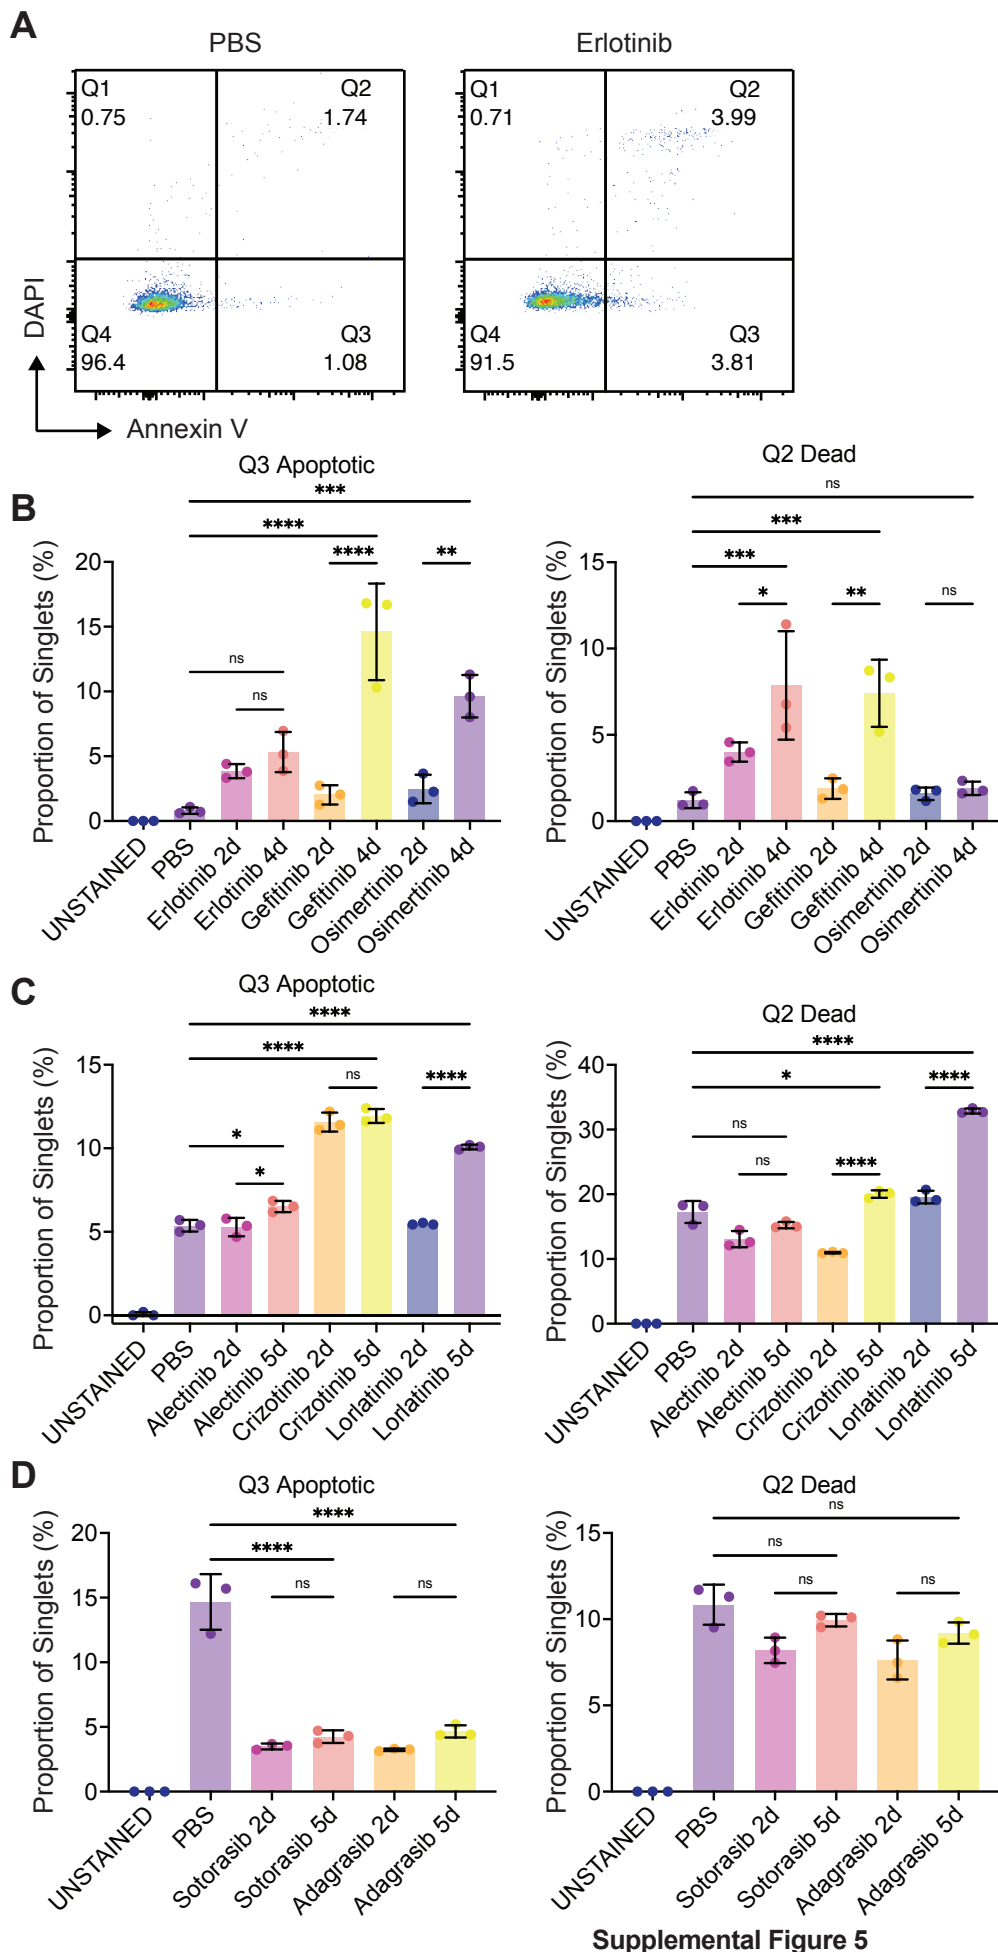 A
PBS
Erlotinib
Q1
0.75
Q2
1.74
Q4
96.4
Q3
1.08
Q1
0.71
Q2
3.99
Q4
91.5
Q3
3.81
DAPI
Annexin V
B
Q3 Apoptotic
***
****
**** **
ns
ns
Proportion of Singlets (%)
20
15
10
5
0
UNSTAINED
PBS
Erlotinib 2d
Erlotinib 4d
Gefitinib 2d
Gefitinib 4d
Osimertinib 2d
Osimertinib 4d
Q2 Dead
ns
***
***
* ** ns
Proportion of Singlets (%)
15
10
5
0
UNSTAINED
PBS
Erlotinib 2d
Erlotinib 4d
Gefitinib 2d
Gefitinib 4d
Osimertinib 2d
Osimertinib 4d
C
Q3 Apoptotic
****
****
ns ****
*
*
Proportion of Singlets (%)
15
10
5
0
UNSTAINED
PBS
Alectinib 2d
Alectinib 5d
Crizotinib 2d
Crizotinib 5d
Lorlatinib 2d
Lorlatinib 5d
Q2 Dead
****
* ****
ns
ns ****
Proportion of Singlets (%)
40
30
20
10
0
UNSTAINED
PBS
Alectinib 2d
Alectinib 5d
Crizotinib 2d
Crizotinib 5d
Lorlatinib 2d
Lorlatinib 5d
D
Q3 Apoptotic
****
****
ns ns
Proportion of Singlets (%)
20
15
10
5
0
UNSTAINED
PBS
Sotorasib 2d
Sotorasib 5d
Adagrasib 2d
Adagrasib 5d
Q2 Dead
ns
ns
ns ns
Proportion of Singlets (%)
15
10
5
0
UNSTAINED
PBS
Sotorasib 2d
Sotorasib 5d
Adagrasib 2d
Adagrasib 5d
Supplemental Figure 5